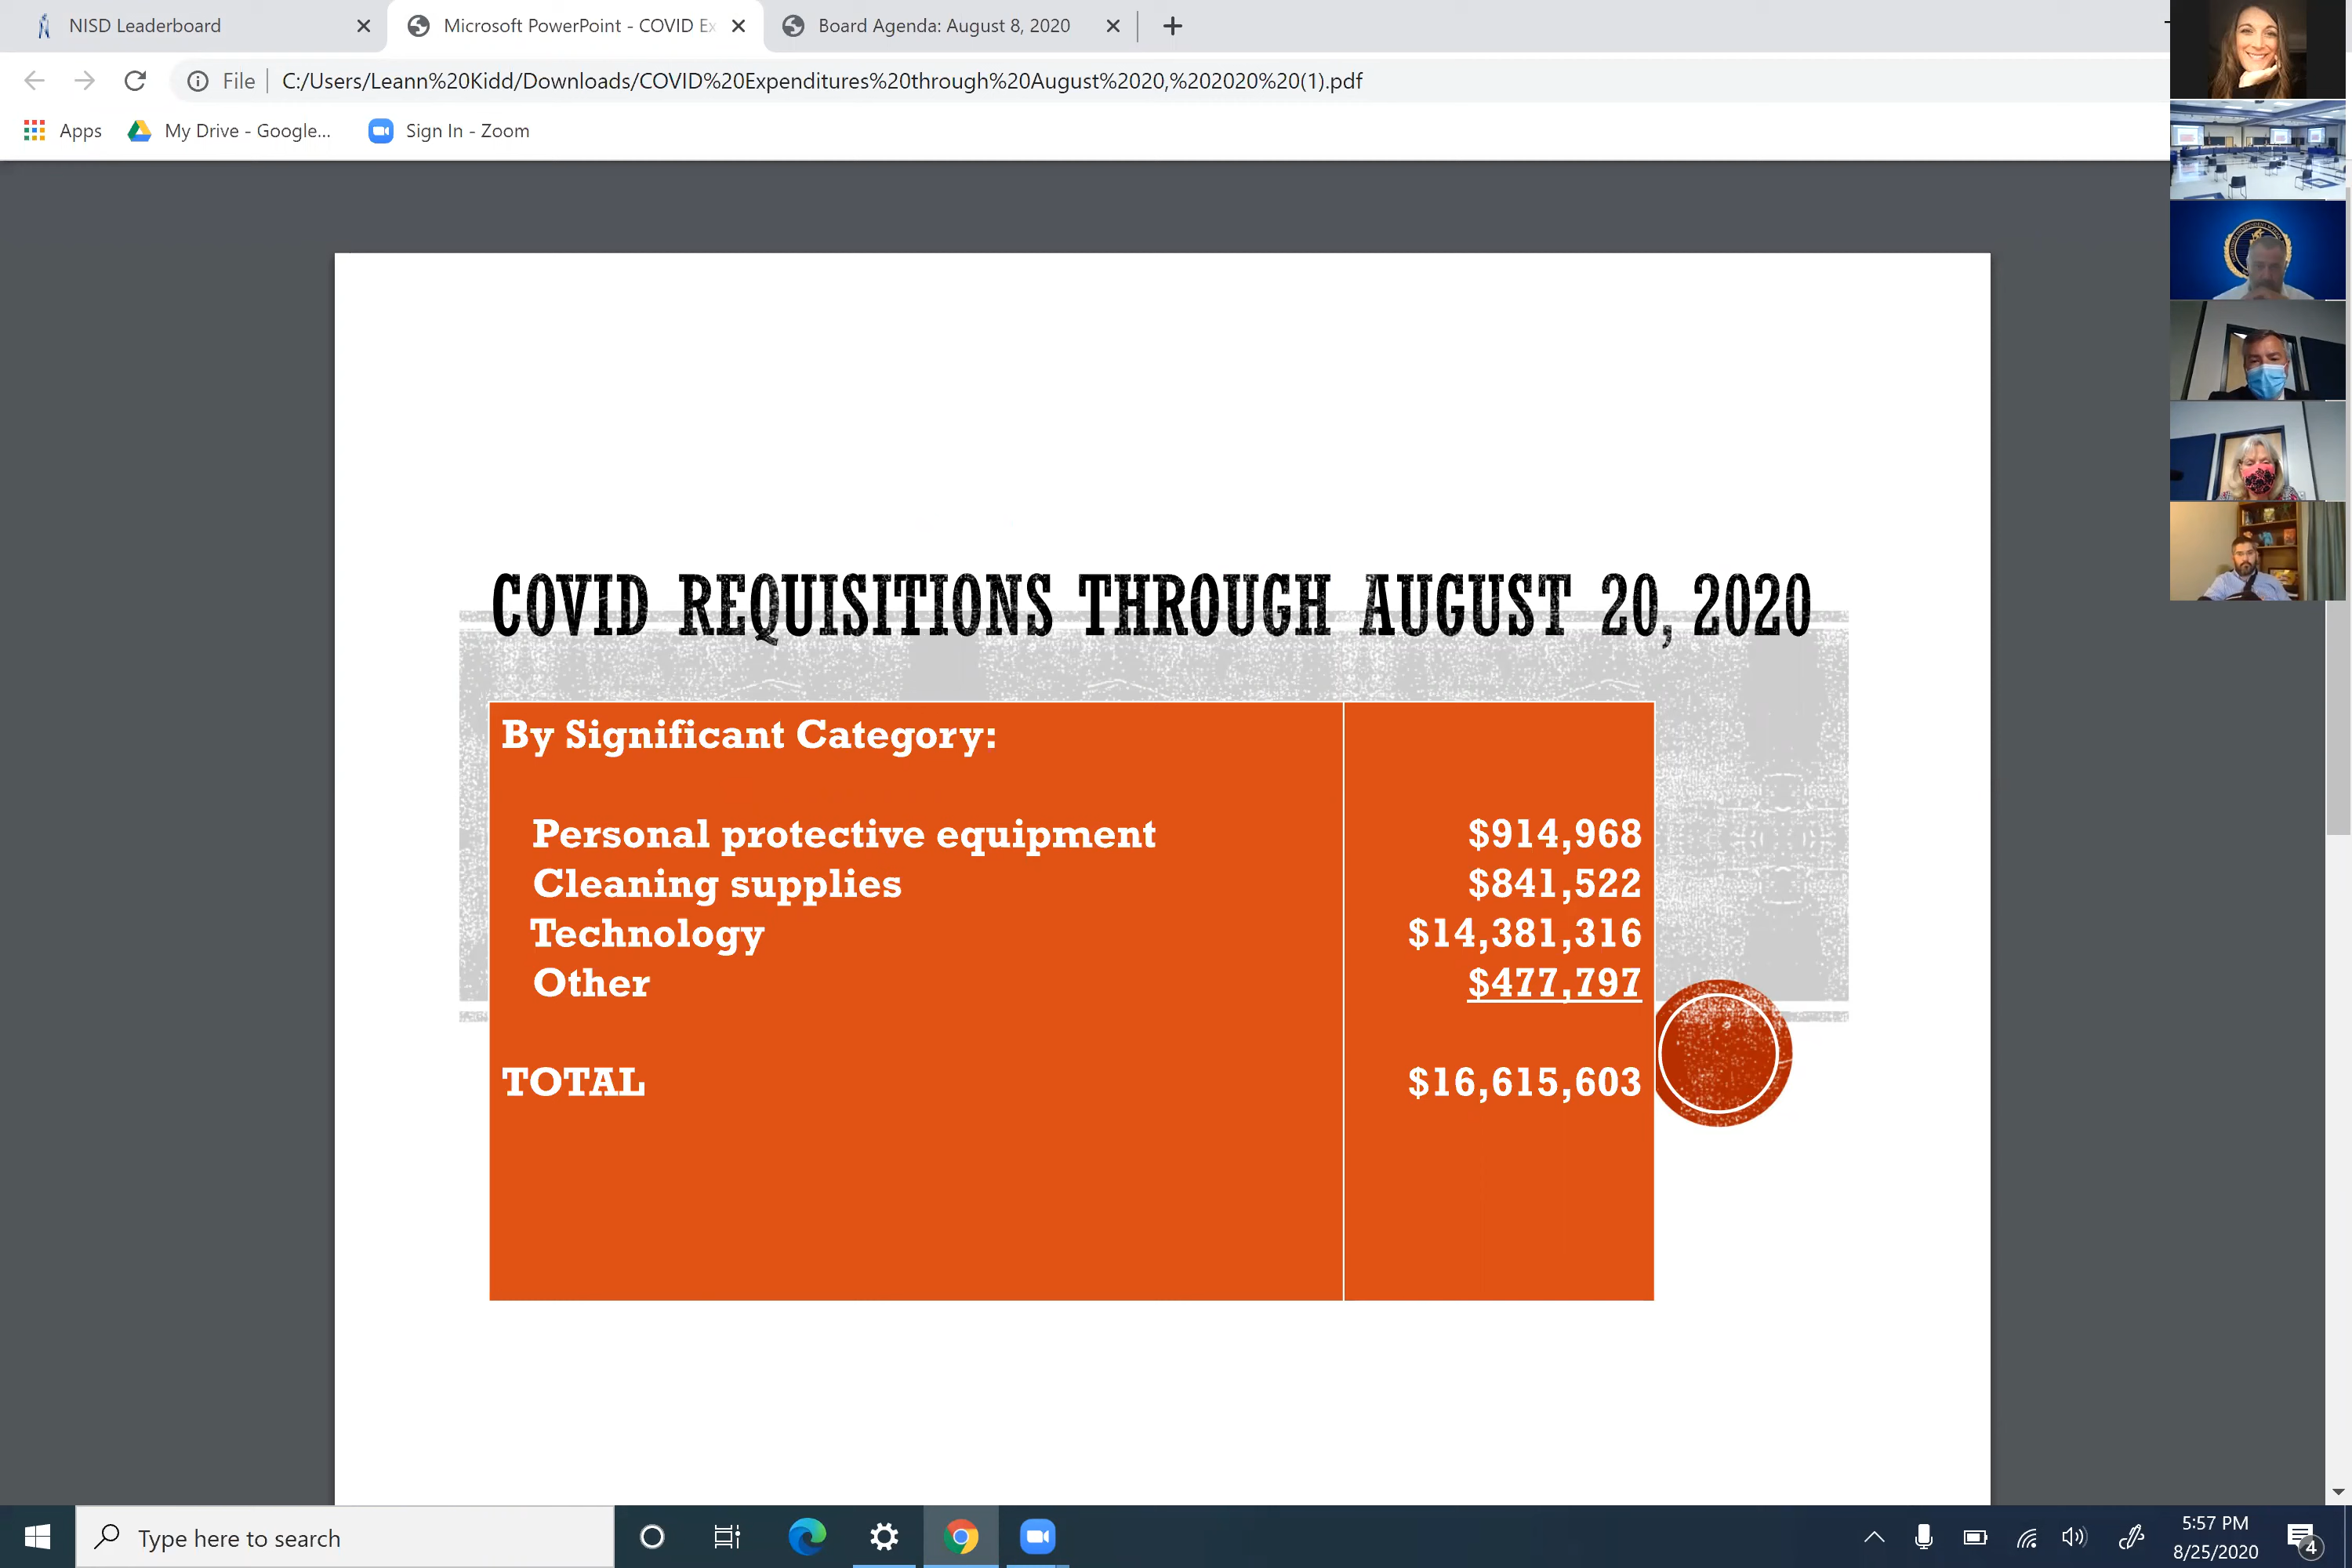 NISD Leaderboard
Microsoft PowerPoint - COVID Ex
Board Agenda: August 8, 2020
File
C:/Users/Leann%20Kidd/Downloads/COVID%20Expenditures%20through%20August%2020,%202020%20(1).pdf
Apps
My Drive - Google...
Sign In - Zoom
COVID REQUISITIONS THROUGH AUGUST 20, 2020
By Significant Category:
Personal protective equipment $914,968
Cleaning supplies $841,522
Technology $14,381,316
Other $477,797
TOTAL $16,615,603
Type here to search
5:57 PM
8/25/2020
4